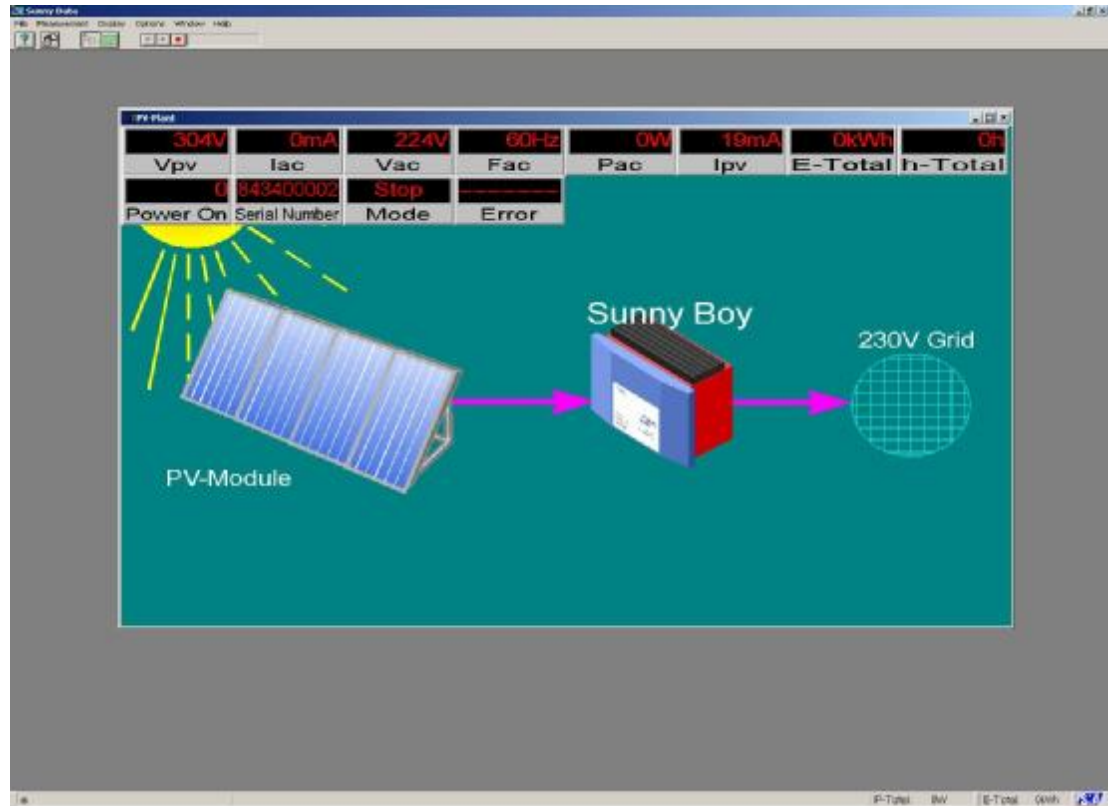 Sunny Data
File Measurement Display Options Window Help
PV-Plant
304V 0mA 224V 60Hz 0W 19mA 0kWh 0h
Vpv Iac Vac Fac Pac Ipv E-Total h-Total
0 843400002 Stop --------
Power On Serial Number Mode Error
Sunny Boy
230V Grid
PV-Module
P-Total 0W E-Total 0kWh